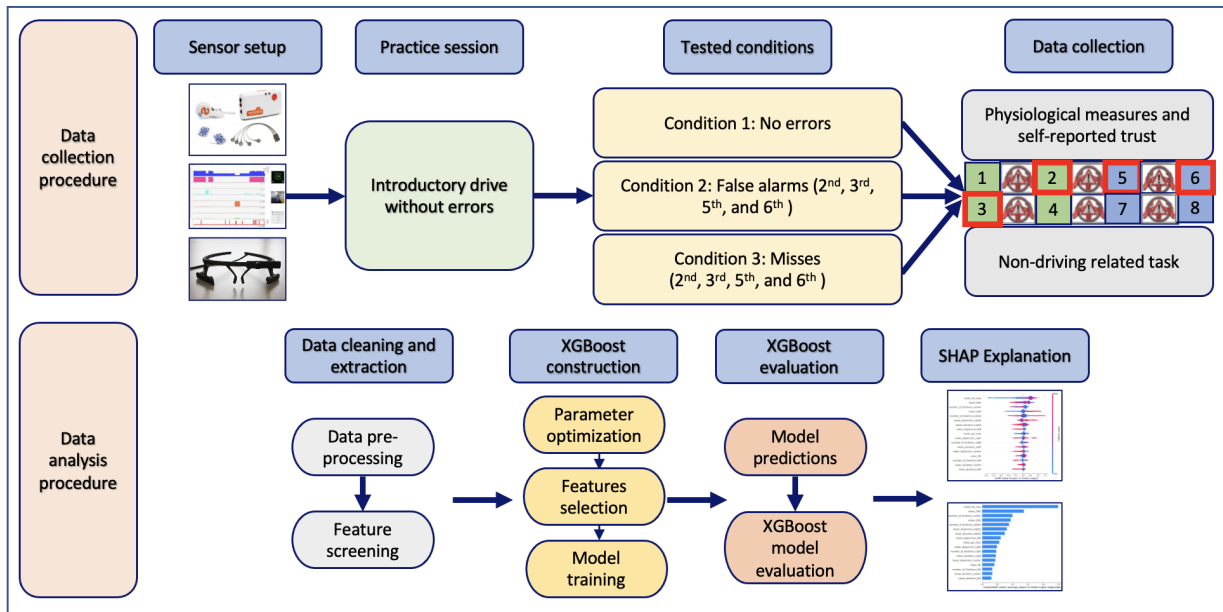 Sensor setup
Practice session
Tested conditions
Data collection
Data
collection
procedure
Introductory drive
without errors
Condition 1: No errors
Condition 2: False alarms (2nd, 3rd,
5th, and 6th )
Condition 3: Misses
(2nd, 3rd, 5th, and 6th )
Physiological measures and
self-reported trust
1 2 5 6
3 4 7 8
Non-driving related task
Data
analysis
procedure
Data cleaning and
extraction
XGBoost
construction
XGBoost
evaluation
SHAP Explanation
Data pre-
processing
Feature
screening
Parameter
optimization
Features
selection
Model
training
Model
predictions
XGBoost
model
evaluation